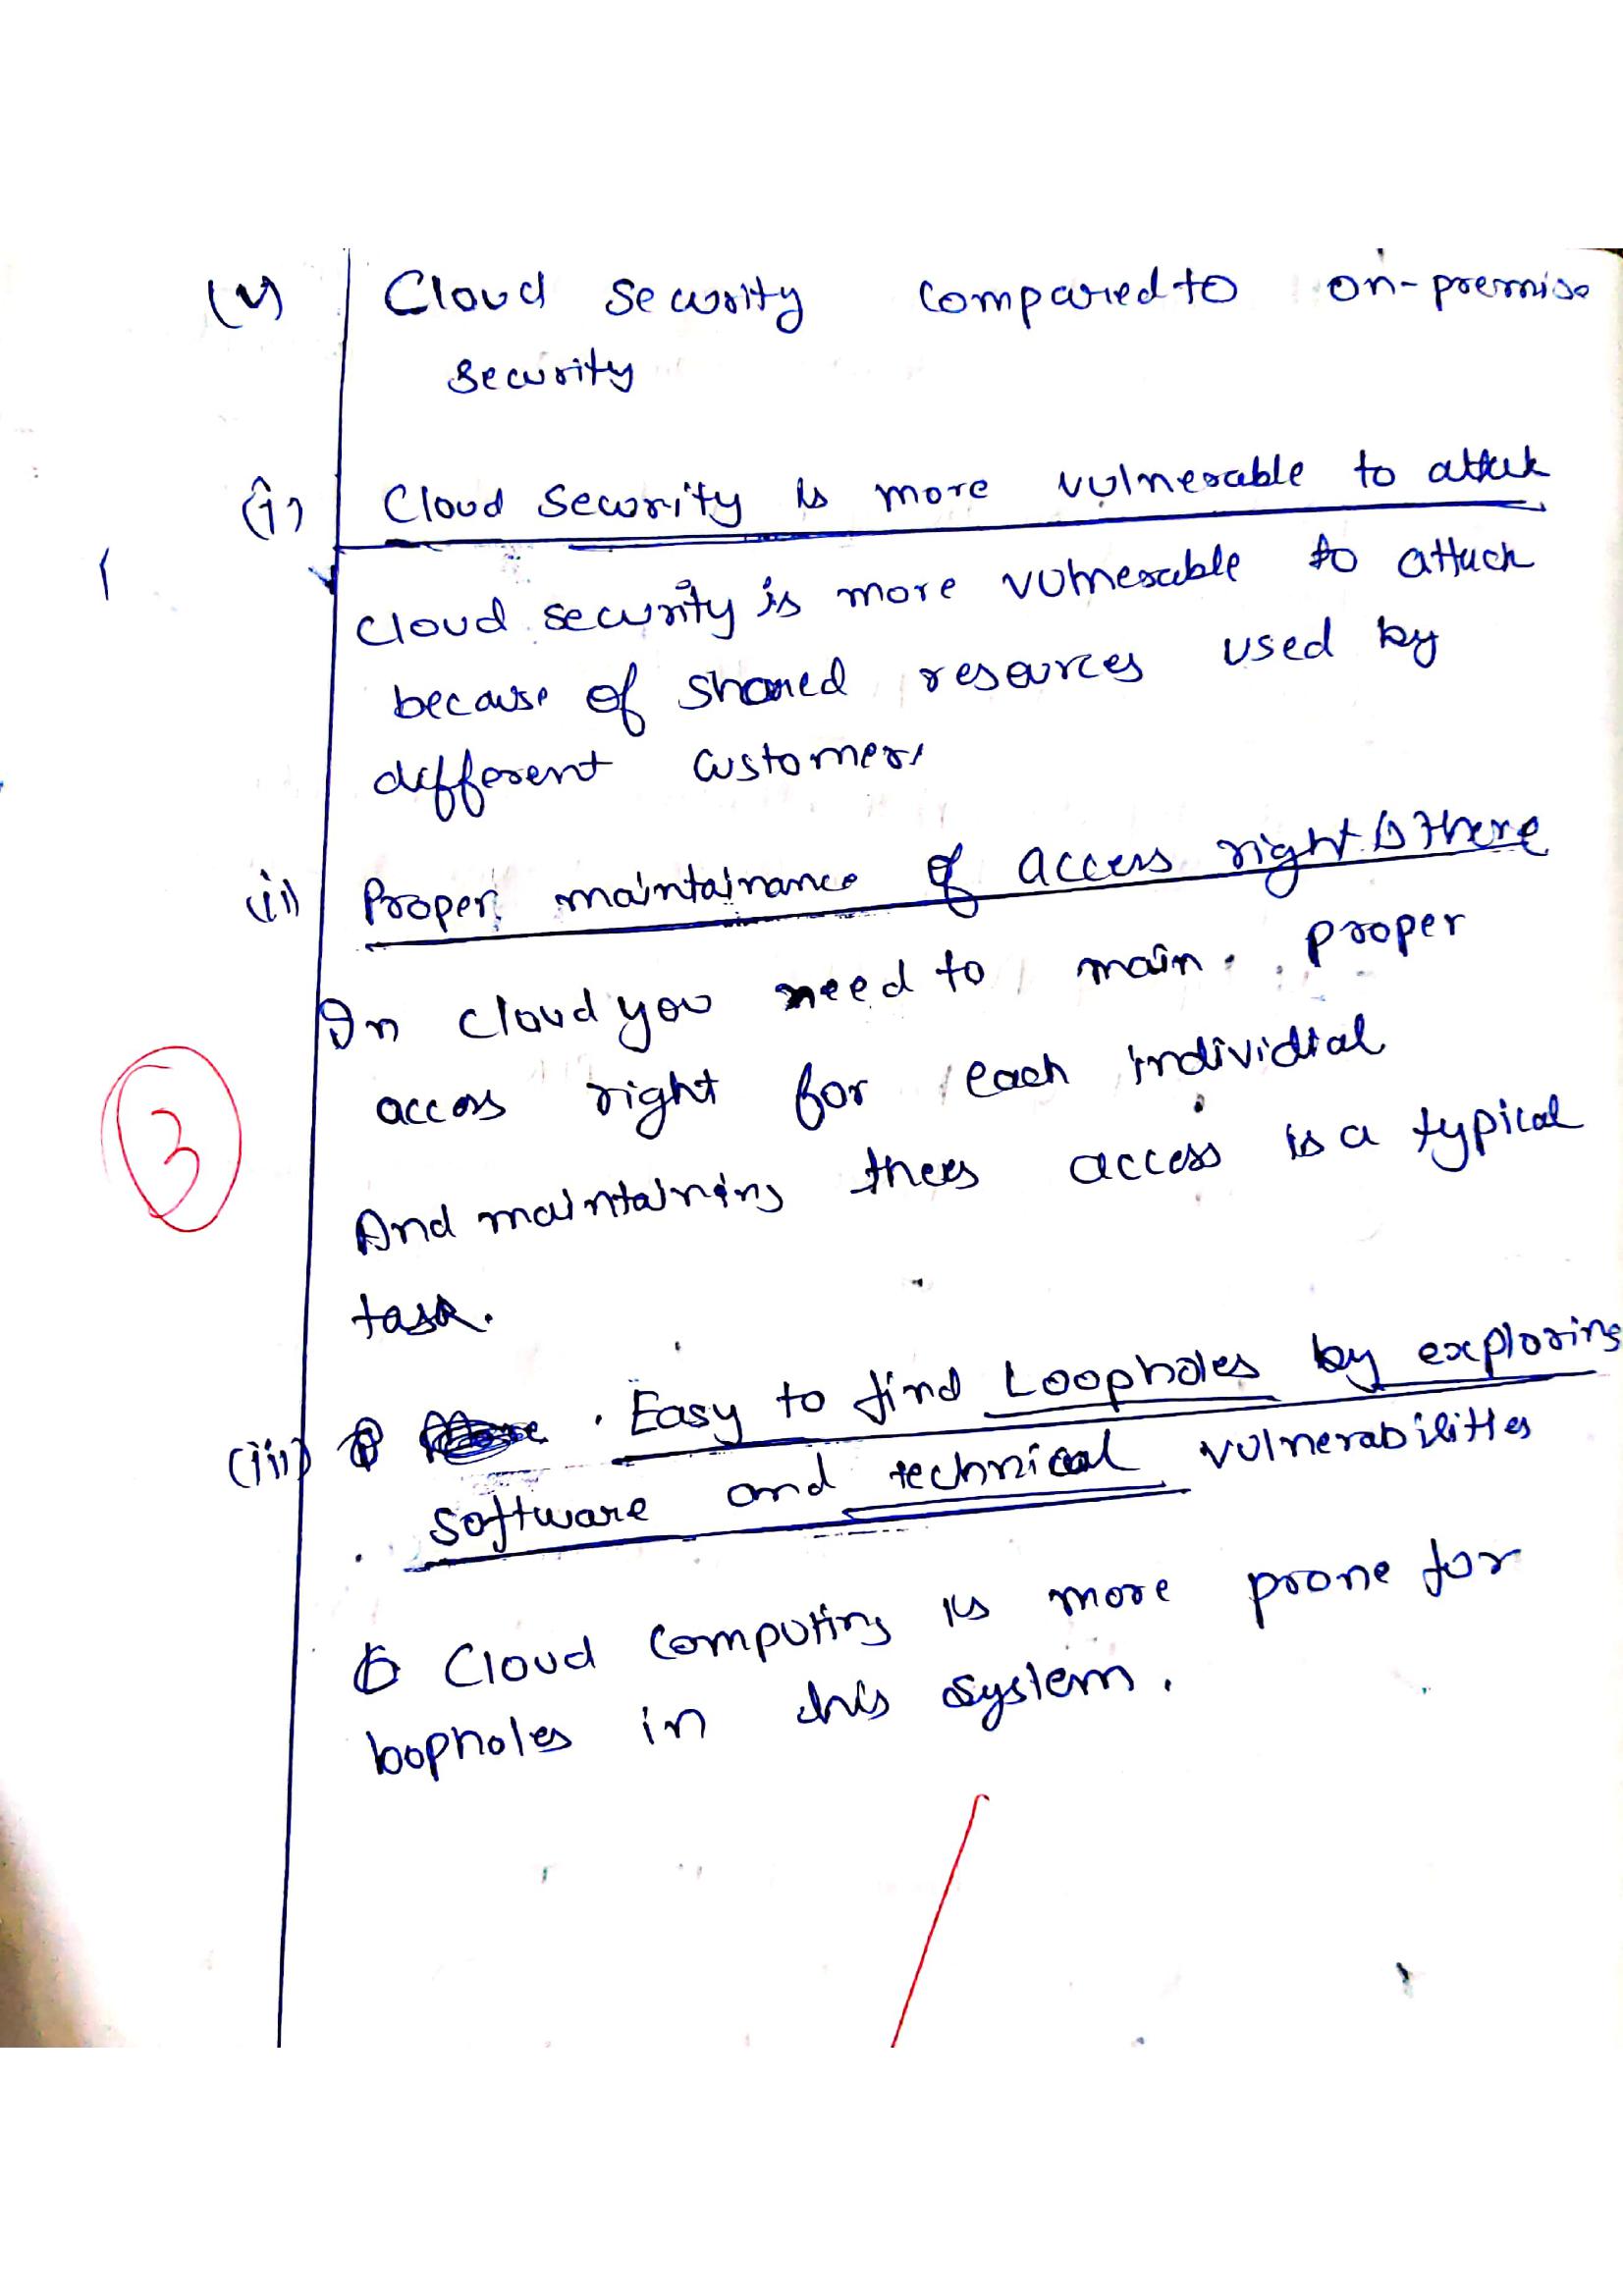 (v) Cloud security compared to on-premise
security
(i) Cloud security is more vulnerable to attack
cloud security is more vulnerable to attack
because of shared resources used by
different customers
(ii) Proper maintainance of access right is there
In cloud you need to main. proper
access right for each individial
And maintaining thees access is a typical
task.
(iii) Easy to find Loopholes by exploring
software and technical vulnerabilities
3
Cloud computing is more prone for
loopholes in this system.